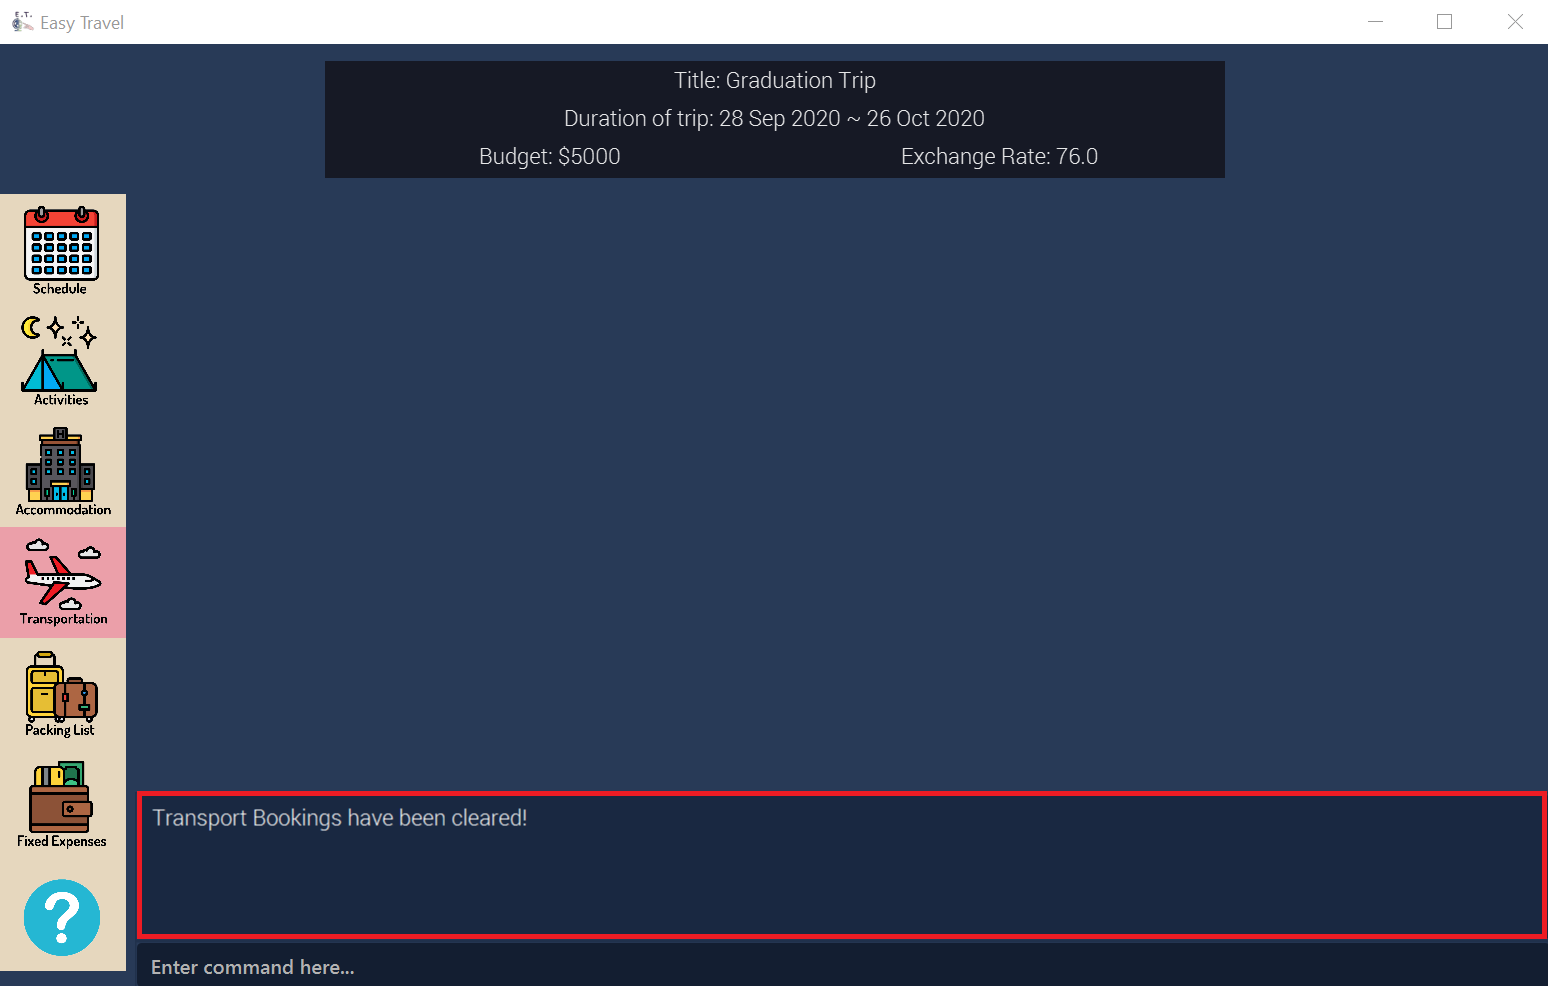 E.T.
Easy Travel
Title: Graduation Trip
Duration of trip: 28 Sep 2020 ~ 26 Oct 2020
Budget: $5000
Exchange Rate: 76.0
Schedule
Activities
H
Accommodation
Transportation
Packing List
Fixed Expenses
?
Transport Bookings have been cleared!
Enter command here...